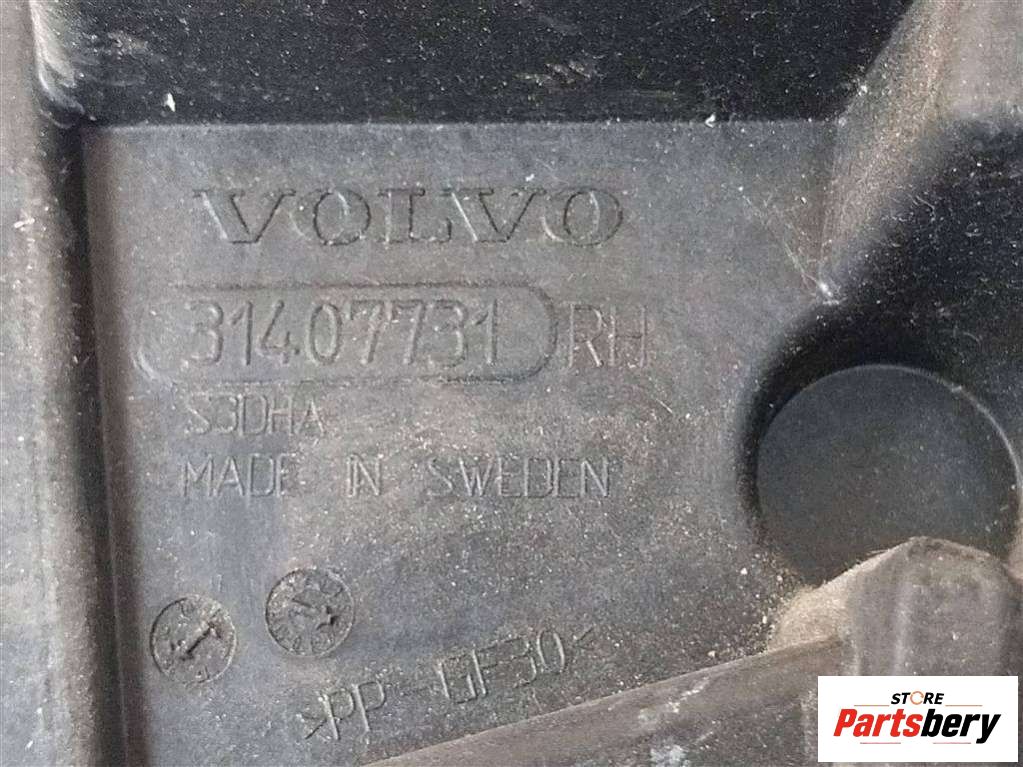 VOLVO
31407731 RH
S3DHA
MADE IN SWEDEN
>PP-GF30<
STORE
Partsbery